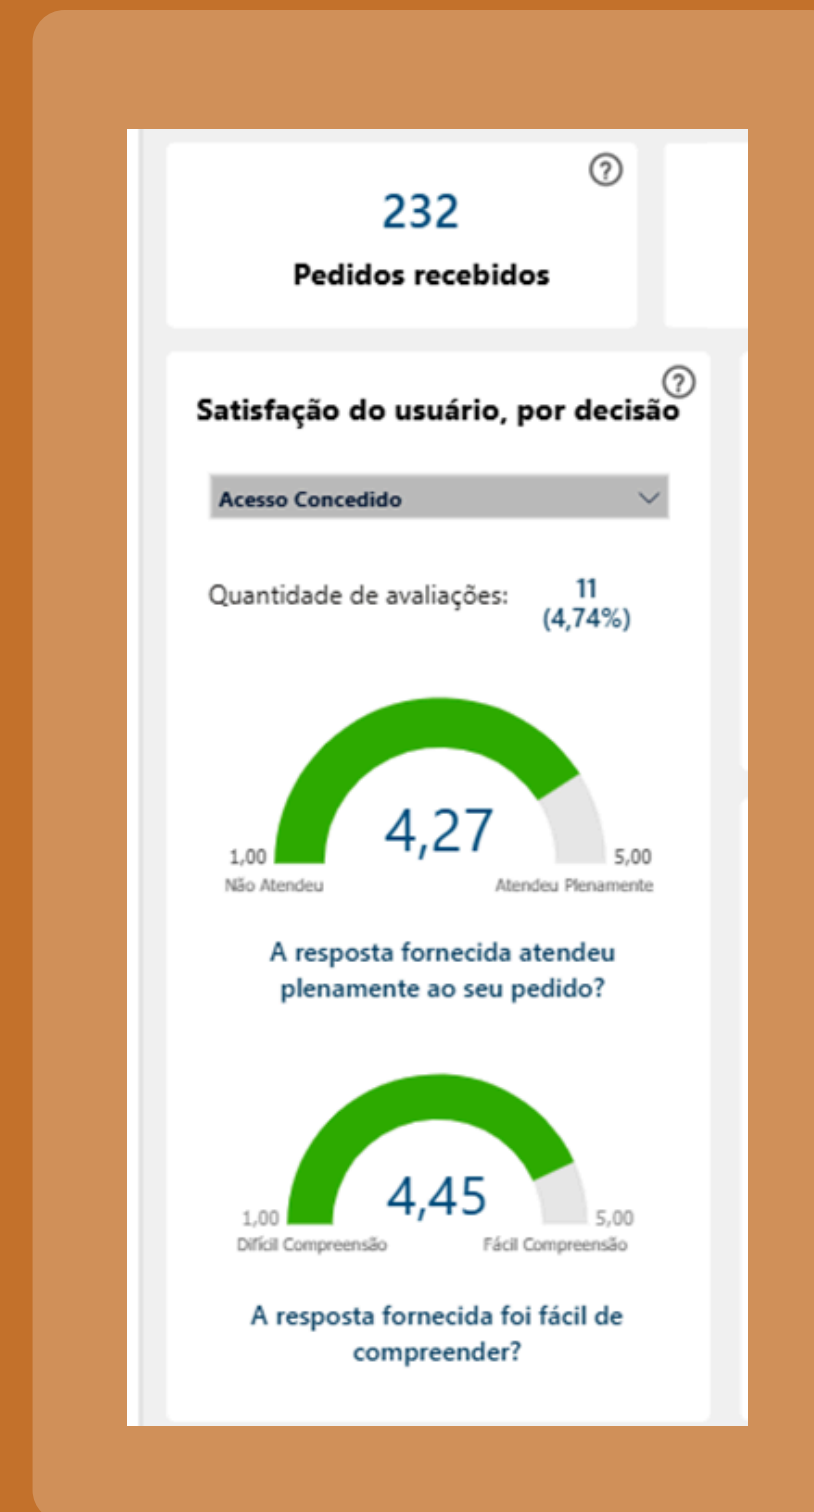 ?
232
Pedidos recebidos
?
Satisfação do usuário, por decisão
Acesso Concedido
Quantidade de avaliações: 11
(4,74%)
4,27
1,00 5,00
Não Atendeu Atendeu Plenamente
A resposta fornecida atendeu
plenamente ao seu pedido?
4,45
1,00 5,00
Difícil Compreensão Fácil Compreensão
A resposta fornecida foi fácil de
compreender?